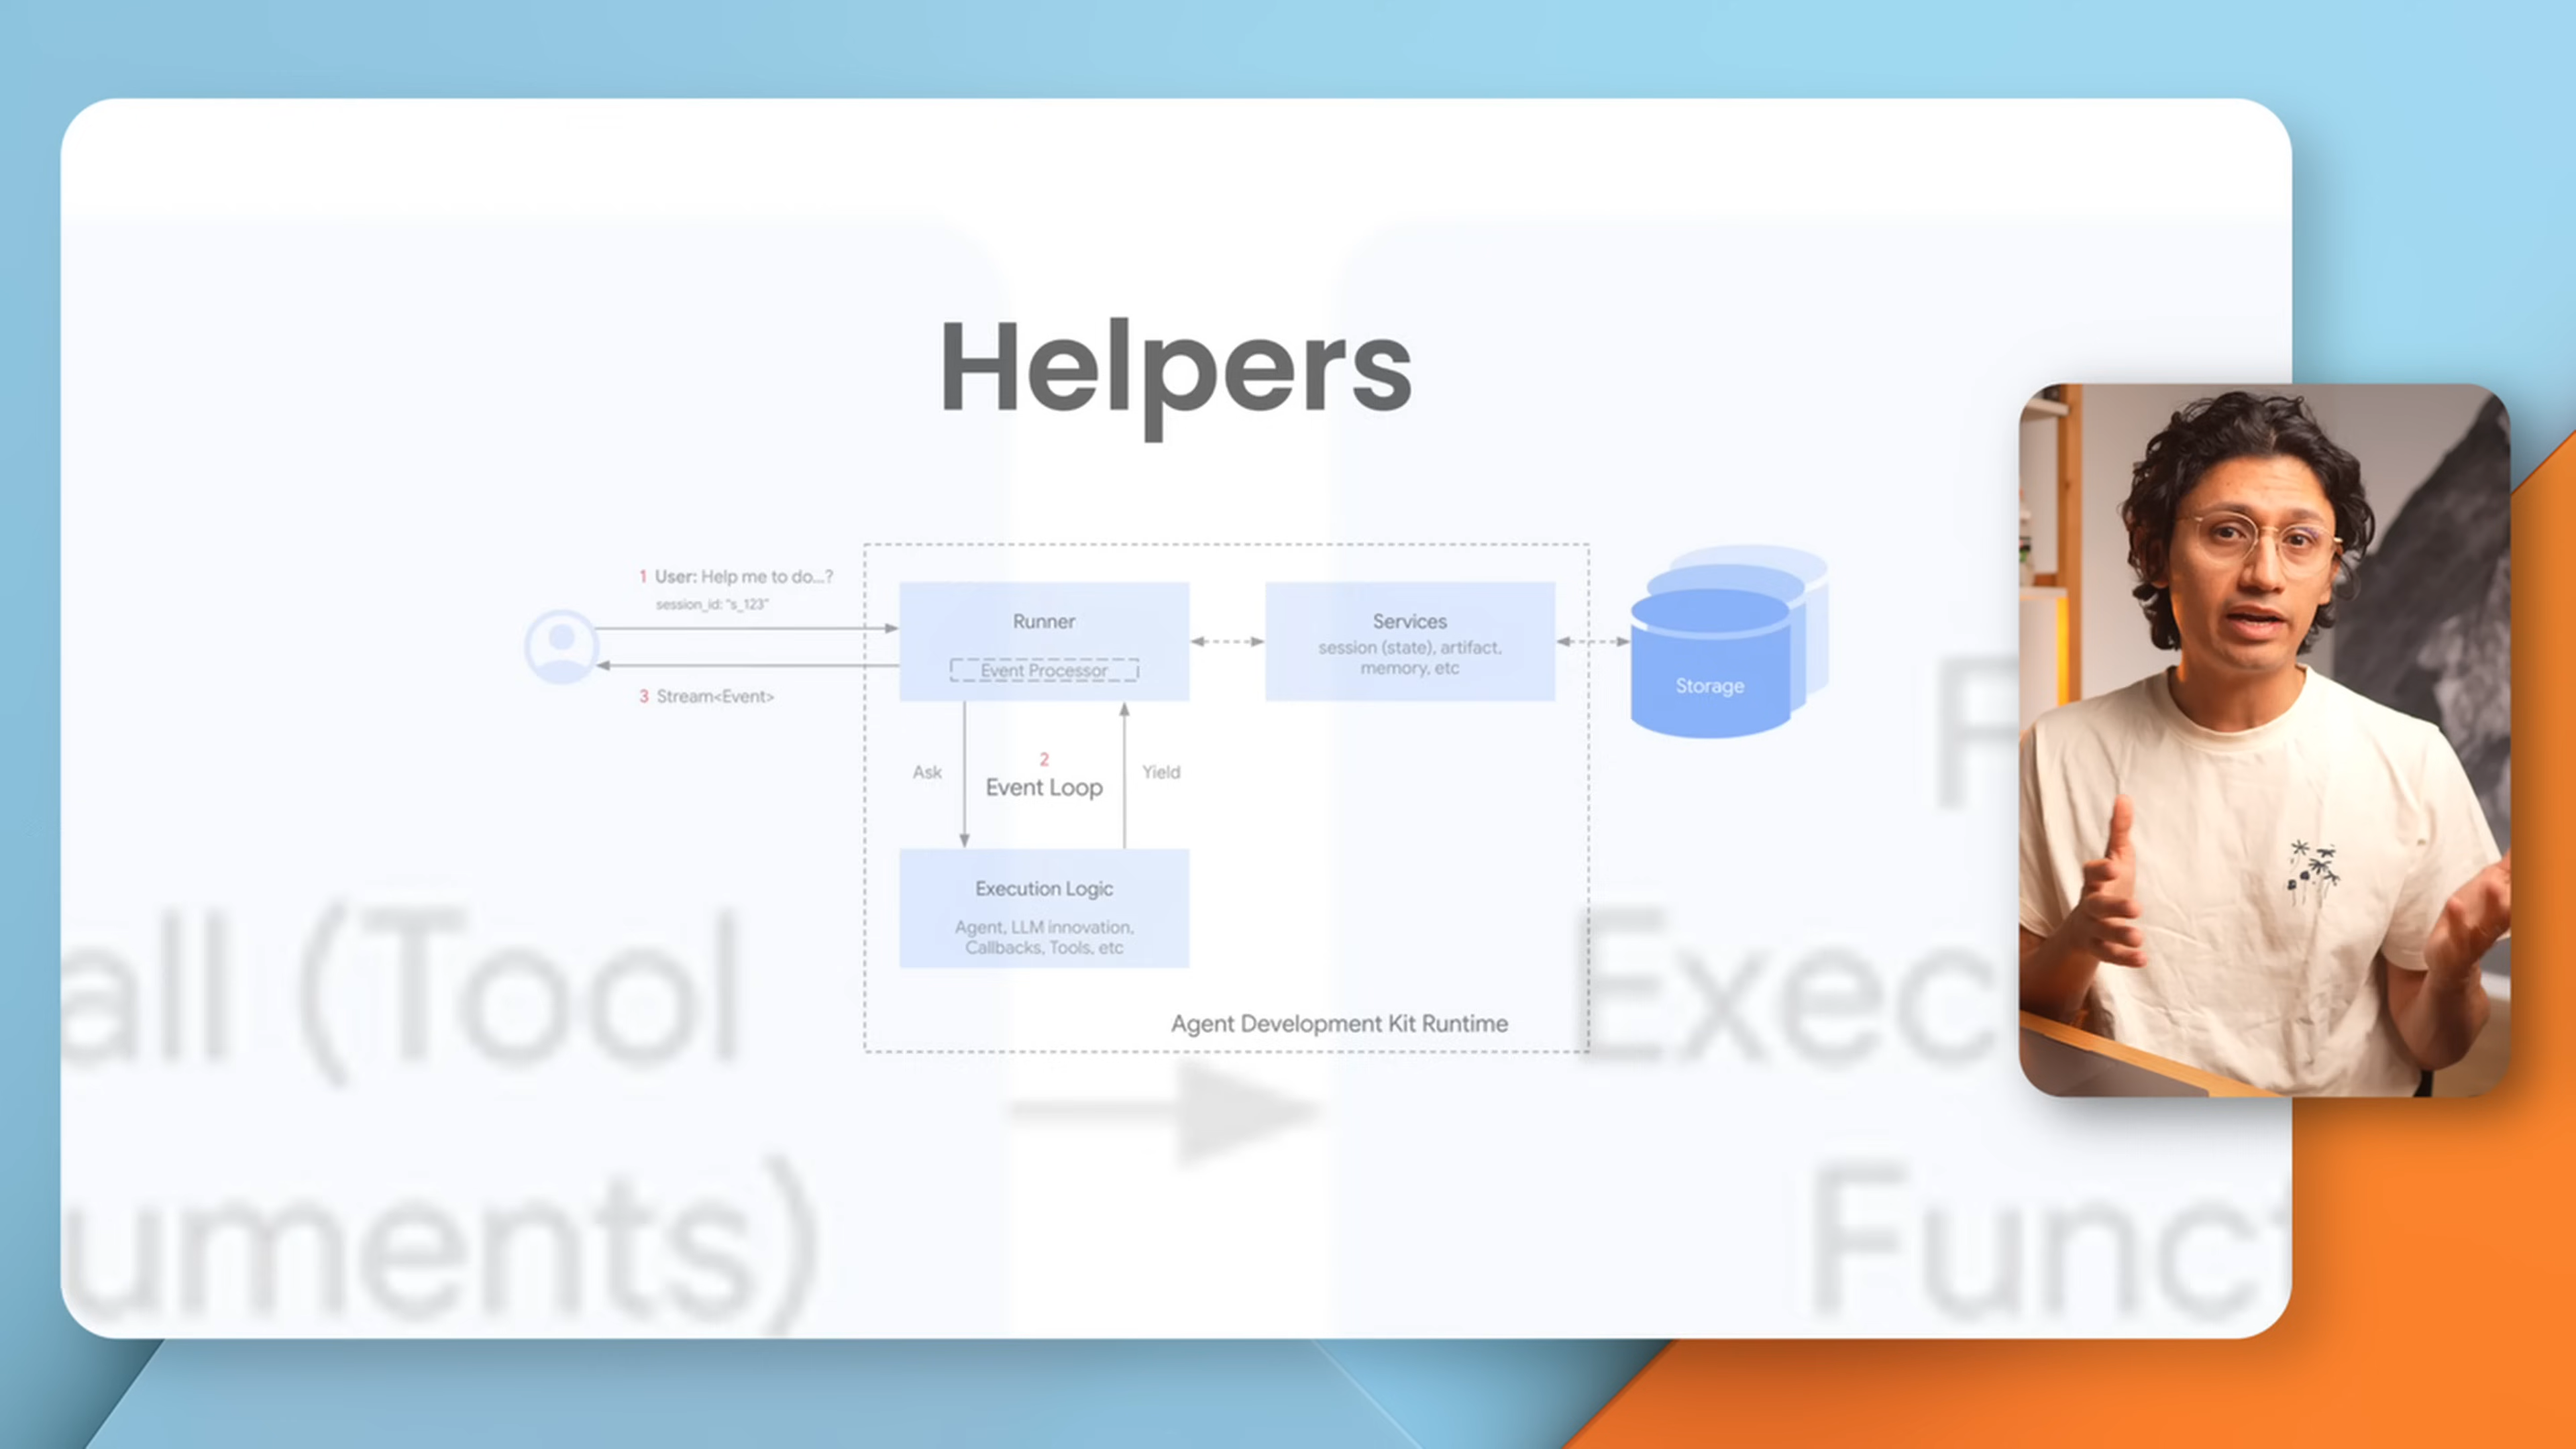 Helpers
1 User: Help me to do...?
session_id: "s_123"
3 Stream<Event>
Runner
Event Processor
Services
session (state), artifact,
memory, etc
Storage
Ask
2
Event Loop
Yield
Execution Logic
Agent, LLM innovation,
Callbacks, Tools, etc
Agent Development Kit Runtime
all (Tool
uments)
Exec
Funct